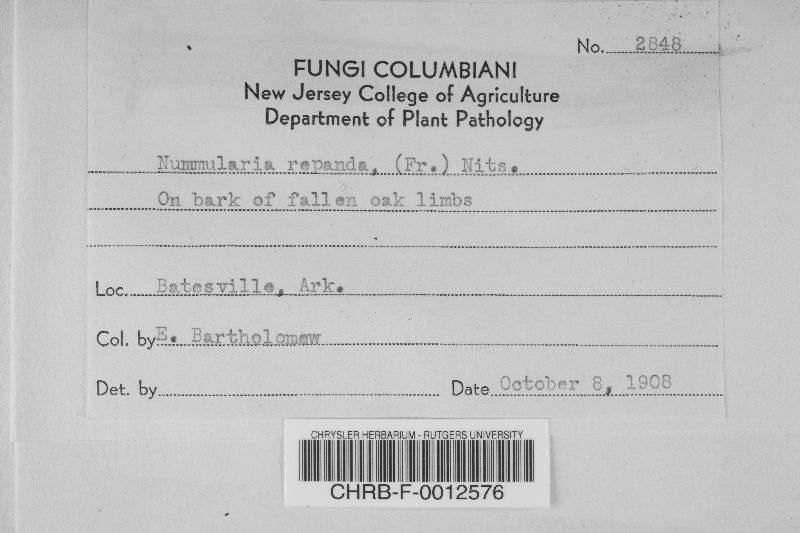 No. 2848
FUNGI COLUMBIANI
New Jersey College of Agriculture
Department of Plant Pathology
Nummularia repanda, (Fr.) Nits.
On bark of fallen oak limbs
Loc. Batesville, Ark.
Col. by E. Bartholomew
Det. by Date October 8, 1908
CHRYSLER HERBARIUM - RUTGERS UNIVERSITY
CHRB-F-0012576